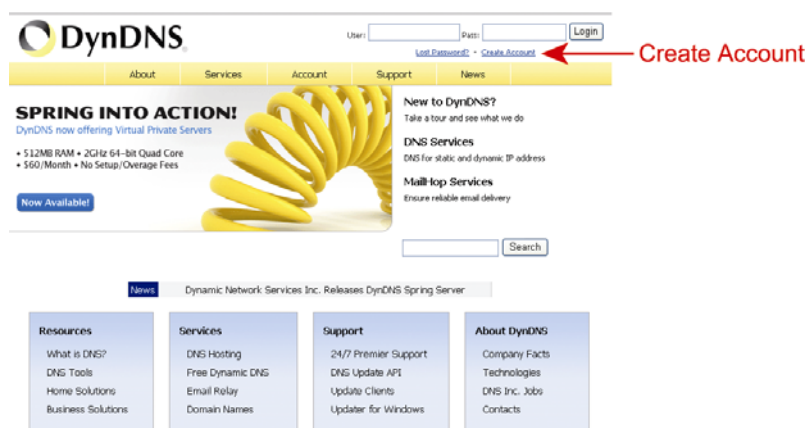 DynDNS
User: Pass: Login
Lost Password? - Create Account
Create Account
About Services Account Support News
SPRING INTO ACTION!
DynDNS now offering Virtual Private Servers
• 512MB RAM • 2GHz 64-bit Quad Core
• $60/Month • No Setup/Overage Fees
Now Available!
New to DynDNS?
Take a tour and see what we do
DNS Services
DNS for static and dynamic IP address
MailHop Services
Ensure reliable email delivery
Search
News Dynamic Network Services Inc. Releases DynDNS Spring Server
Resources
What is DNS?
DNS Tools
Home Solutions
Business Solutions
Services
DNS Hosting
Free Dynamic DNS
Email Relay
Domain Names
Support
24/7 Premier Support
DNS Update API
Update Clients
Updater for Windows
About DynDNS
Company Facts
Technologies
DNS Inc. Jobs
Contacts